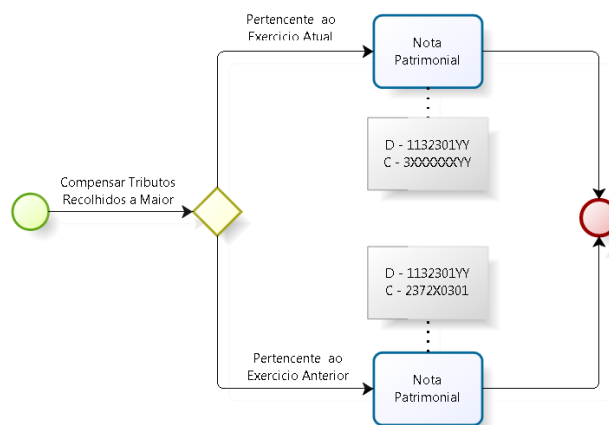 Pertencente ao
Exercicio Atual
Nota
Patrimonial
D - 1132301YY
C - 3XXXXXXYY
Compensar Tributos
Recolhidos a Maior
D - 1132301YY
C - 2372X0301
Pertencente ao
Exercicio Anterior
Nota
Patrimonial